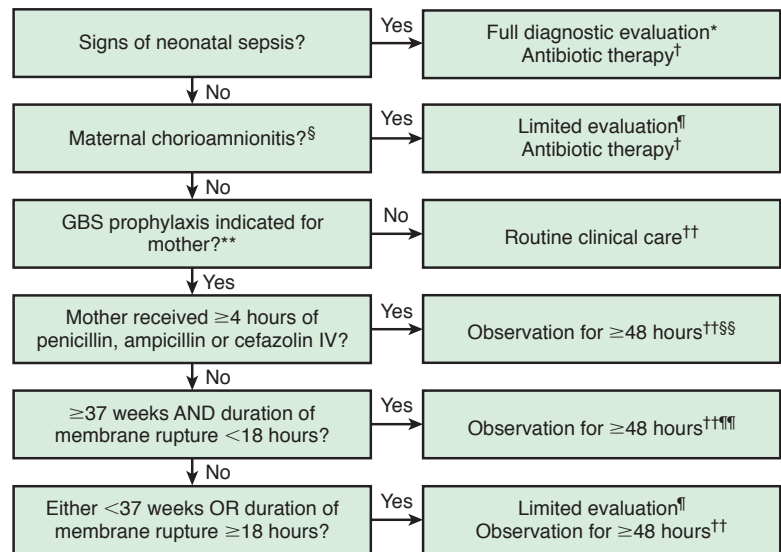 Signs of neonatal sepsis?
Yes
Full diagnostic evaluation*
Antibiotic therapy†
No
Maternal chorioamnionitis?§
Yes
Limited evaluation¶
Antibiotic therapy†
No
GBS prophylaxis indicated for
mother?**
No
Routine clinical care††
Yes
Mother received ≥4 hours of
penicillin, ampicillin or cefazolin IV?
Yes
Observation for ≥48 hours††§§
No
≥37 weeks AND duration of
membrane rupture <18 hours?
Yes
Observation for ≥48 hours††¶¶
No
Either <37 weeks OR duration of
membrane rupture ≥18 hours?
Yes
Limited evaluation¶
Observation for ≥48 hours††